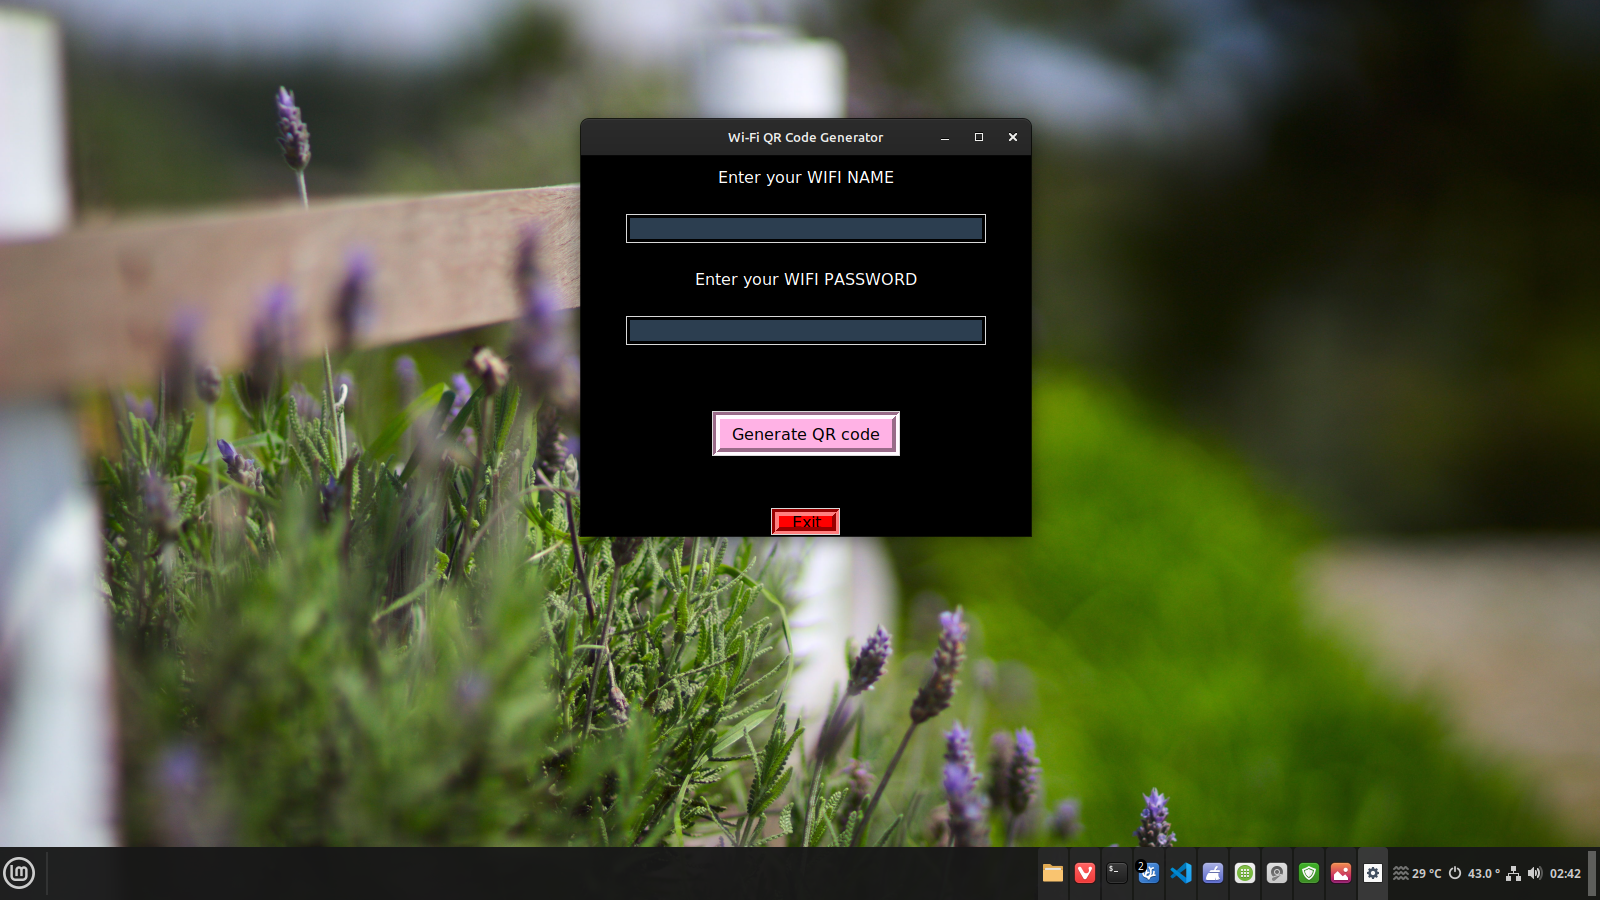 Wi-Fi QR Code Generator
Enter your WIFI NAME
Enter your WIFI PASSWORD
Generate QR code
Exit
2
29 °C 43.0 ° 02:42